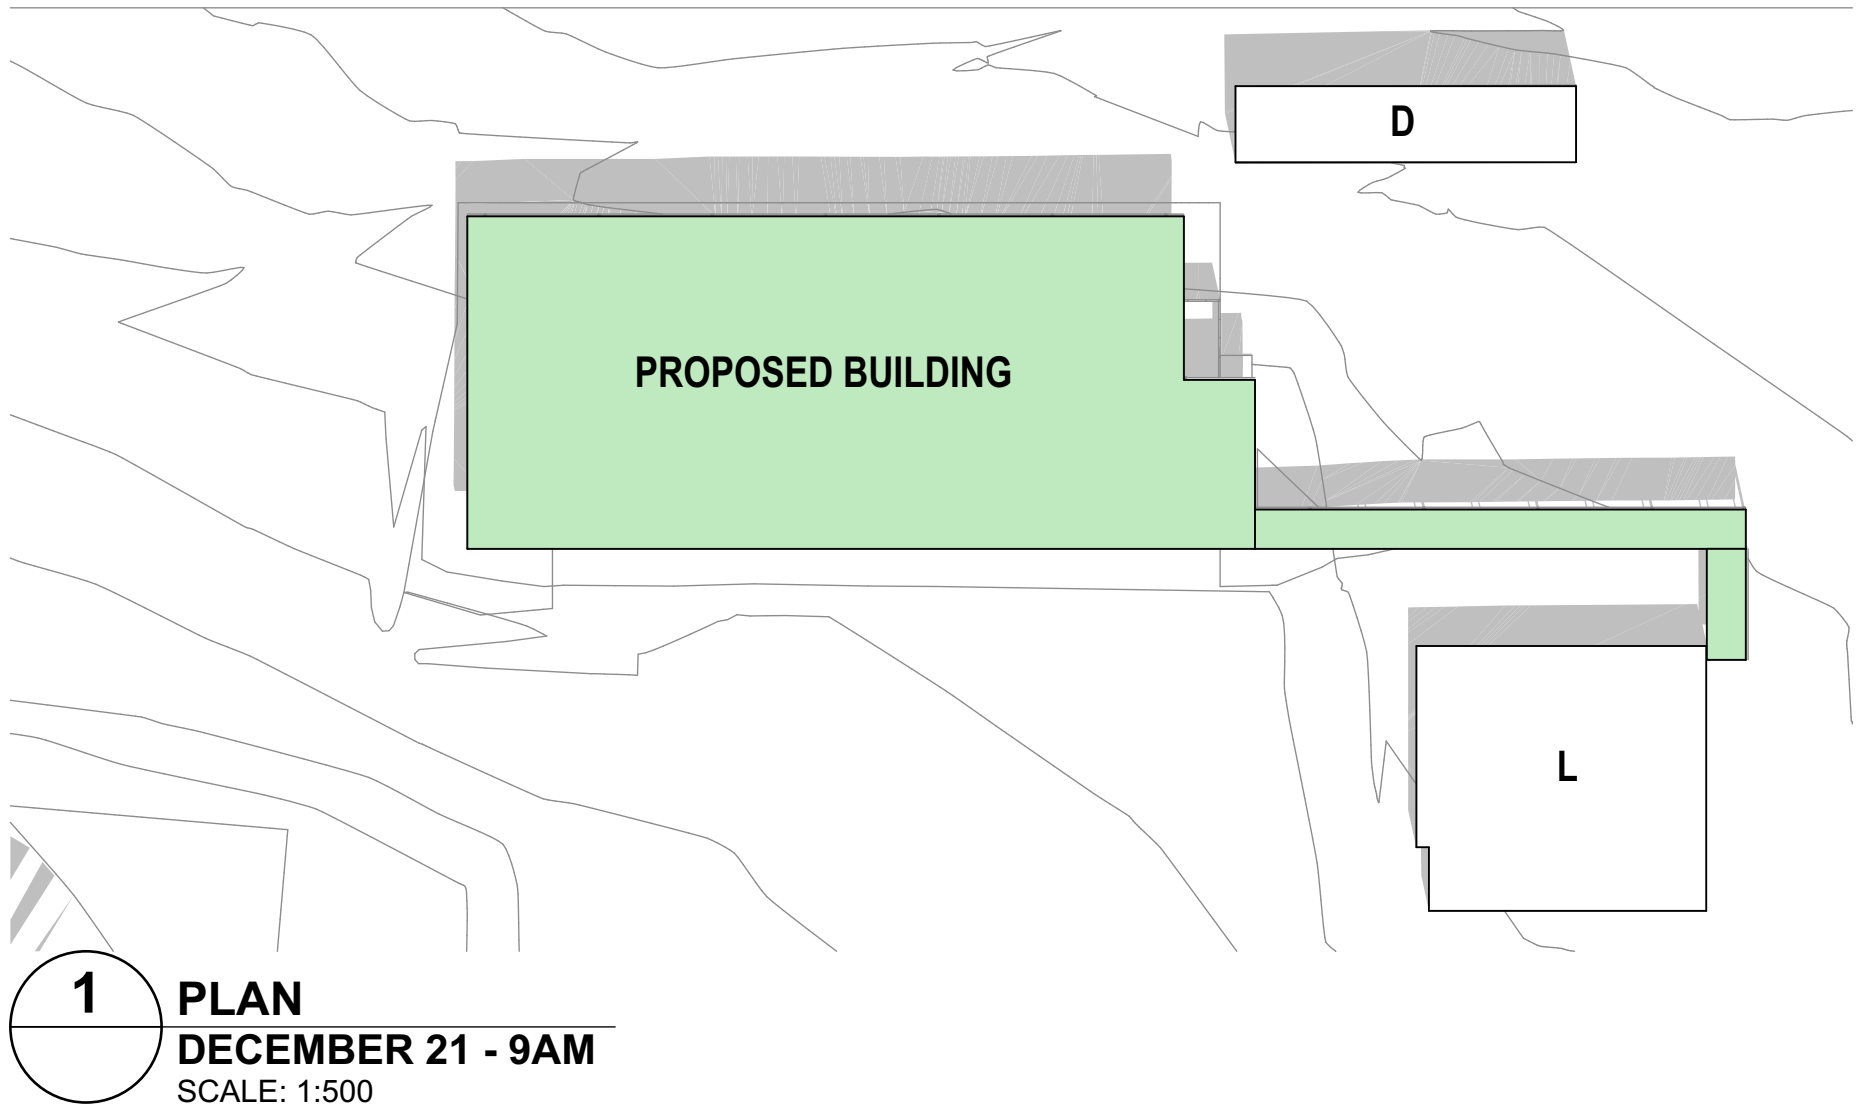 D
PROPOSED BUILDING
L
1
PLAN
DECEMBER 21 - 9AM
SCALE: 1:500